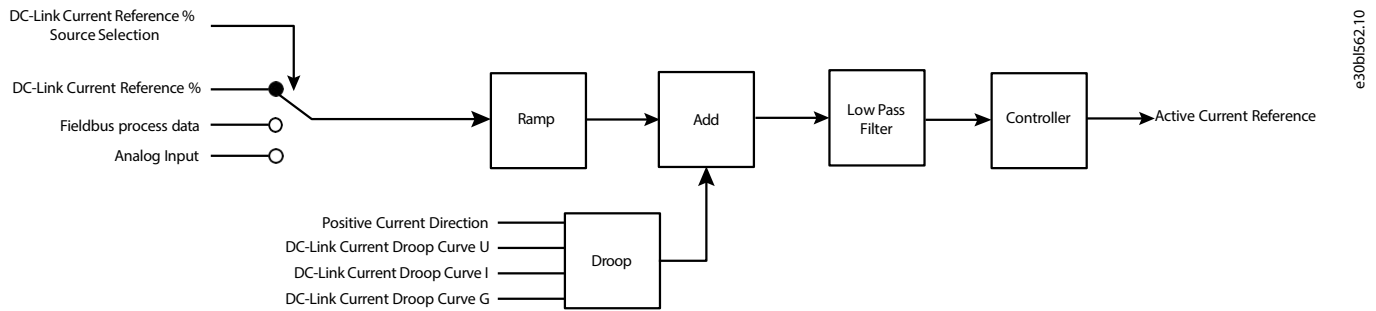 DC-Link Current Reference %
Source Selection
DC-Link Current Reference %
Fieldbus process data
Analog Input
Ramp
Add
Low Pass
Filter
Controller
Active Current Reference
Positive Current Direction
DC-Link Current Droop Curve U
DC-Link Current Droop Curve I
DC-Link Current Droop Curve G
Droop
e30bl562.10